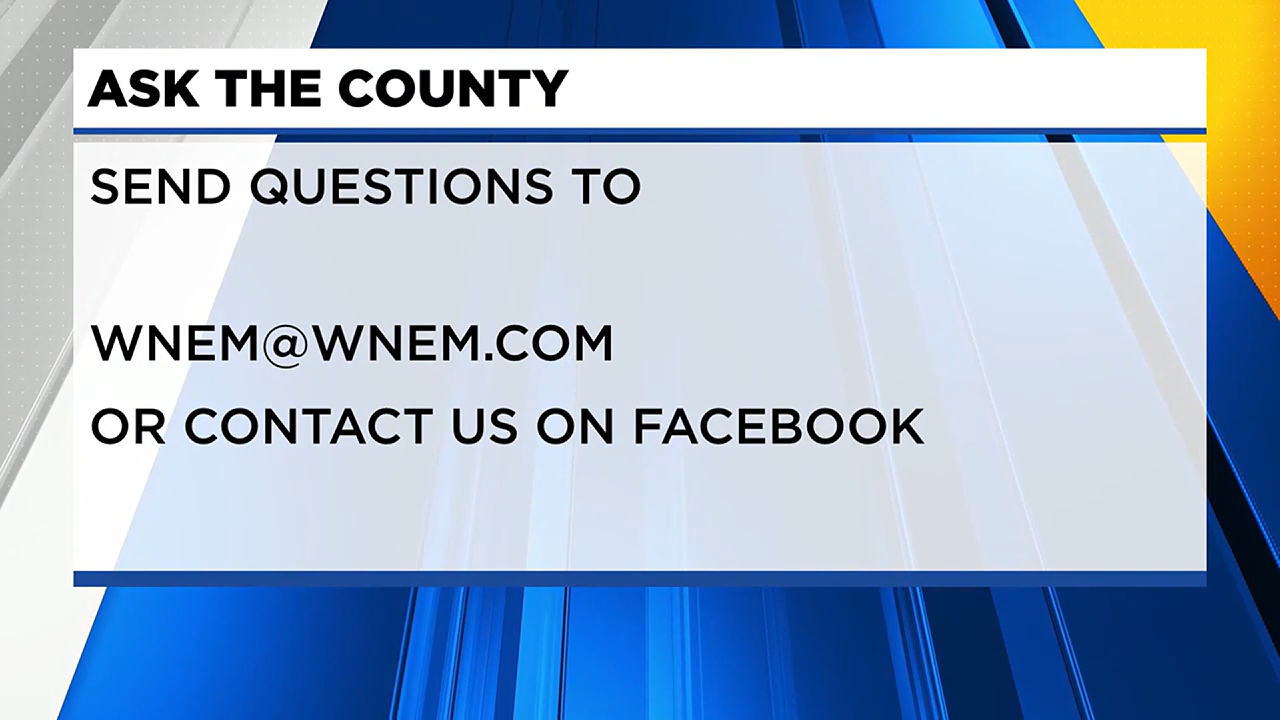 ASK THE COUNTY
SEND QUESTIONS TO
WNEM@WNEM.COM
OR CONTACT US ON FACEBOOK